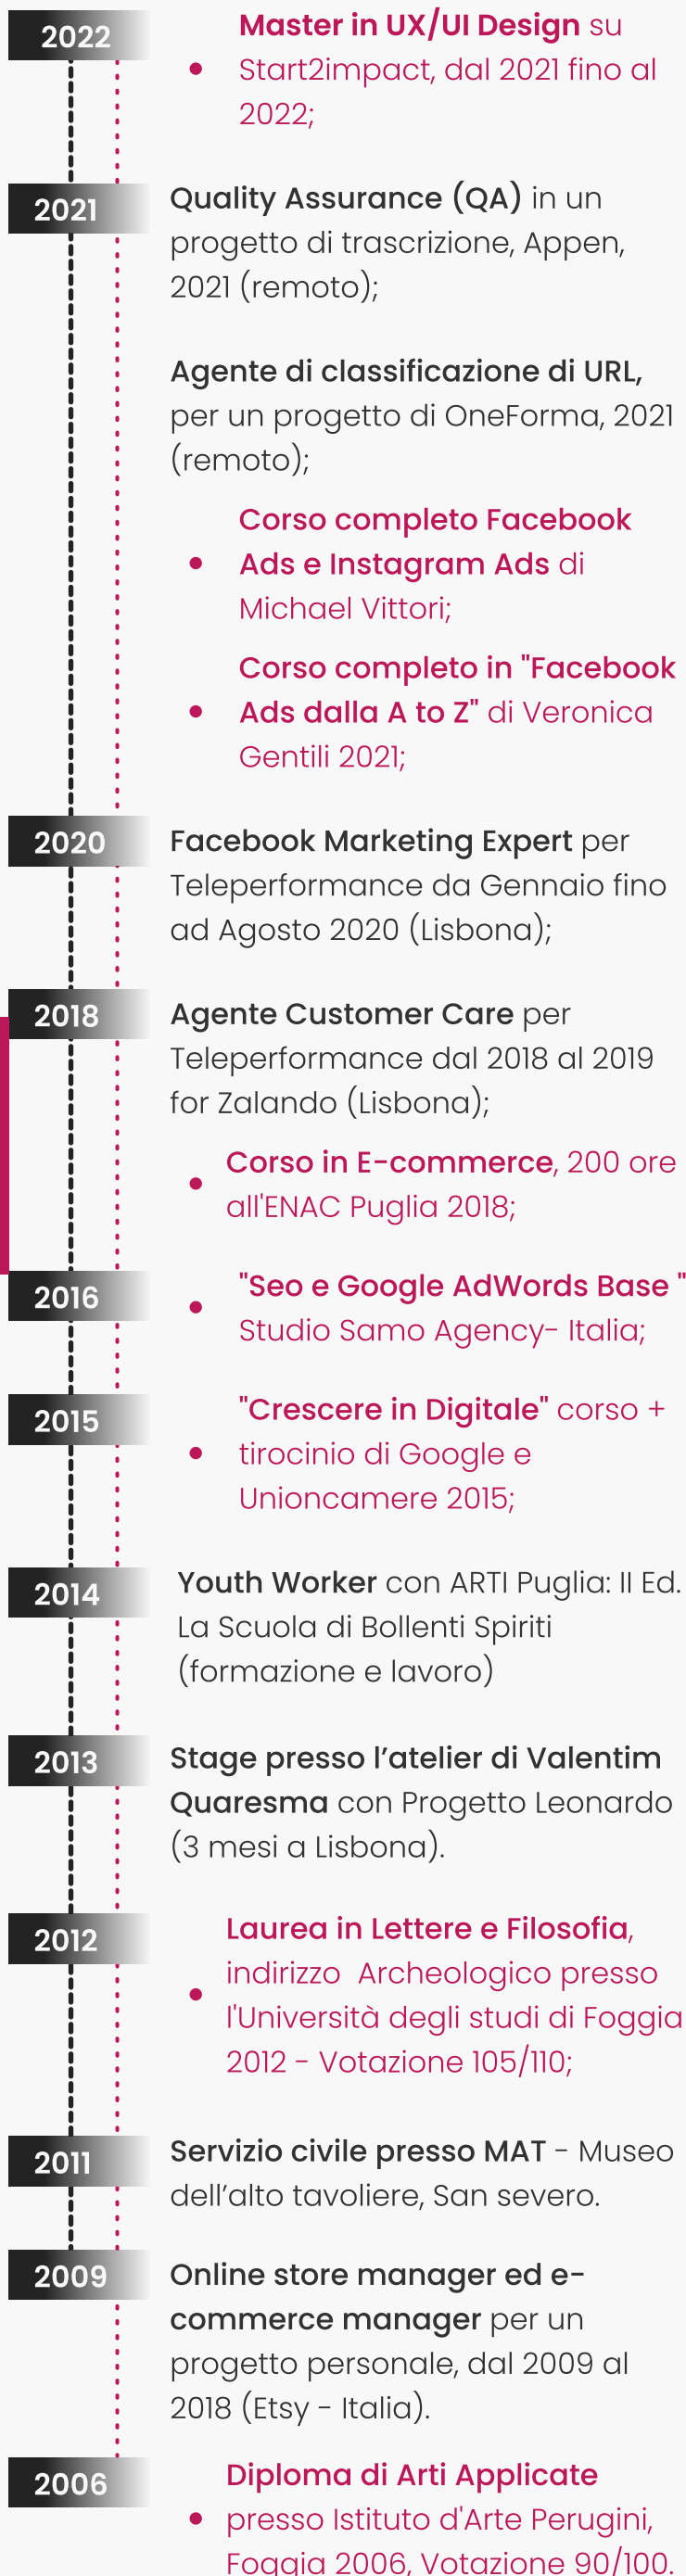 2022
Master in UX/UI Design su
Start2impact, dal 2021 fino al
2022;
2021
Quality Assurance (QA) in un
progetto di trascrizione, Appen,
2021 (remoto);
Agente di classificazione di URL,
per un progetto di OneForma, 2021
(remoto);
Corso completo Facebook
Ads e Instagram Ads di
Michael Vittori;
Corso completo in "Facebook
Ads dalla A to Z" di Veronica
Gentili 2021;
2020
Facebook Marketing Expert per
Teleperformance da Gennaio fino
ad Agosto 2020 (Lisbona);
2018
Agente Customer Care per
Teleperformance dal 2018 al 2019
for Zalando (Lisbona);
Corso in E-commerce, 200 ore
all'ENAC Puglia 2018;
2016
"Seo e Google AdWords Base "
Studio Samo Agency- Italia;
2015
"Crescere in Digitale" corso +
tirocinio di Google e
Unioncamere 2015;
2014
Youth Worker con ARTI Puglia: II Ed.
La Scuola di Bollenti Spiriti
(formazione e lavoro)
2013
Stage presso l’atelier di Valentim
Quaresma con Progetto Leonardo
(3 mesi a Lisbona).
2012
Laurea in Lettere e Filosofia,
indirizzo  Archeologico presso
l'Università degli studi di Foggia
2012 - Votazione 105/110;
2011
Servizio civile presso MAT - Museo
dell’alto tavoliere, San severo.
2009
Online store manager ed e-
commerce manager per un
progetto personale, dal 2009 al
2018 (Etsy - Italia).
2006
Diploma di Arti Applicate
presso Istituto d'Arte Perugini,
Foggia 2006, Votazione 90/100.